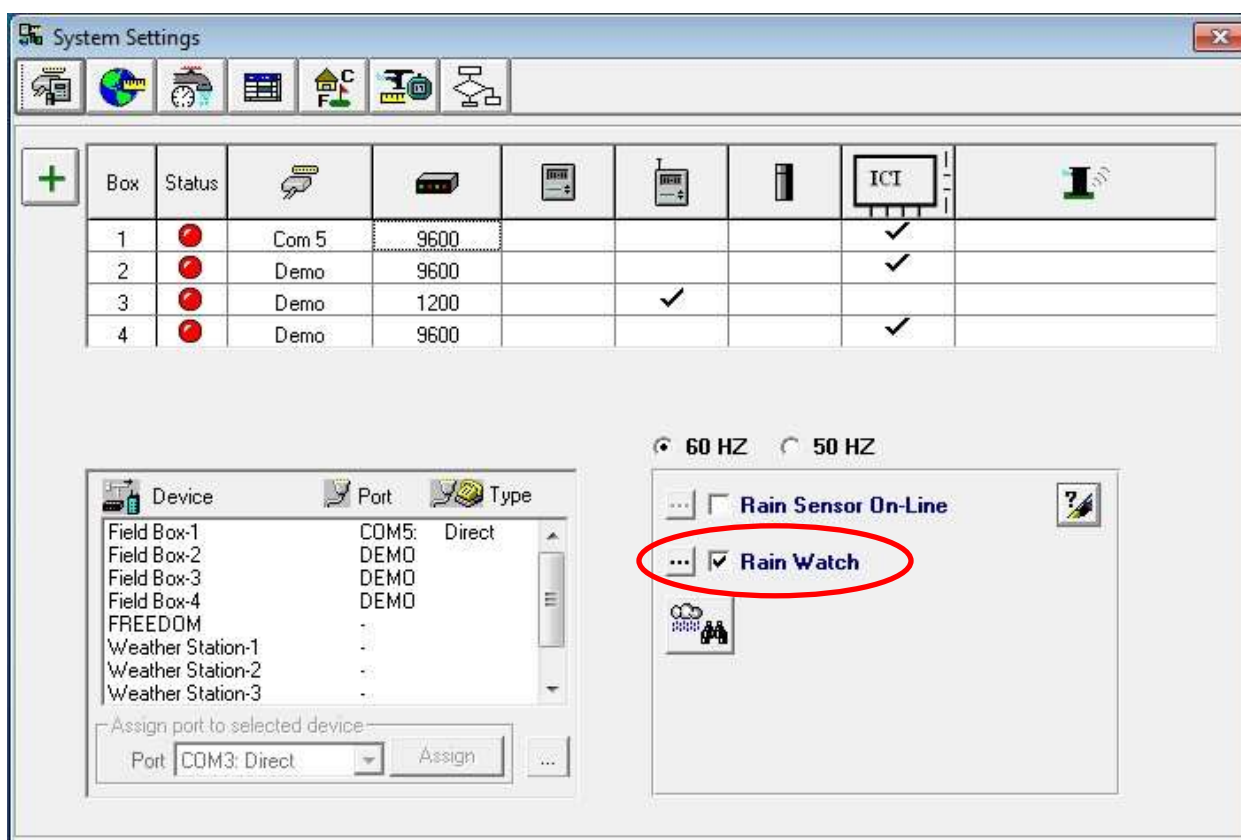 System Settings
C
F
Box Status ICI
1 Com 5 9600
2 Demo 9600
3 Demo 1200
4 Demo 9600
60 HZ 50 HZ
Device Port Type
Field Box-1 COM5: Direct
Field Box-2 DEMO
Field Box-3 DEMO
Field Box-4 DEMO
FREEDOM -
Weather Station-1 -
Weather Station-2 -
Weather Station-3 -
Assign port to selected device
Port COM3: Direct Assign ...
... Rain Sensor On-Line ?
... Rain Watch